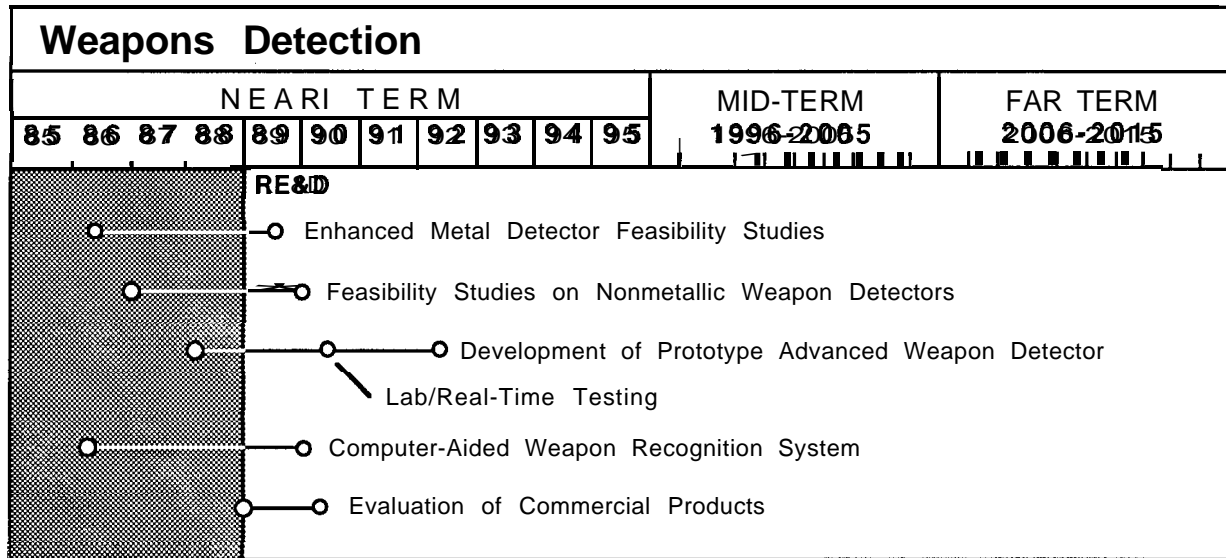 Weapons Detection
NEARI TERM MID-TERM FAR TERM
85 86 87 88 89 90 91 92 93 94 95 1996-2005 2006-2015
RE&D
Enhanced Metal Detector Feasibility Studies
Feasibility Studies on Nonmetallic Weapon Detectors
Development of Prototype Advanced Weapon Detector
Lab/Real-Time Testing
Computer-Aided Weapon Recognition System
Evaluation of Commercial Products